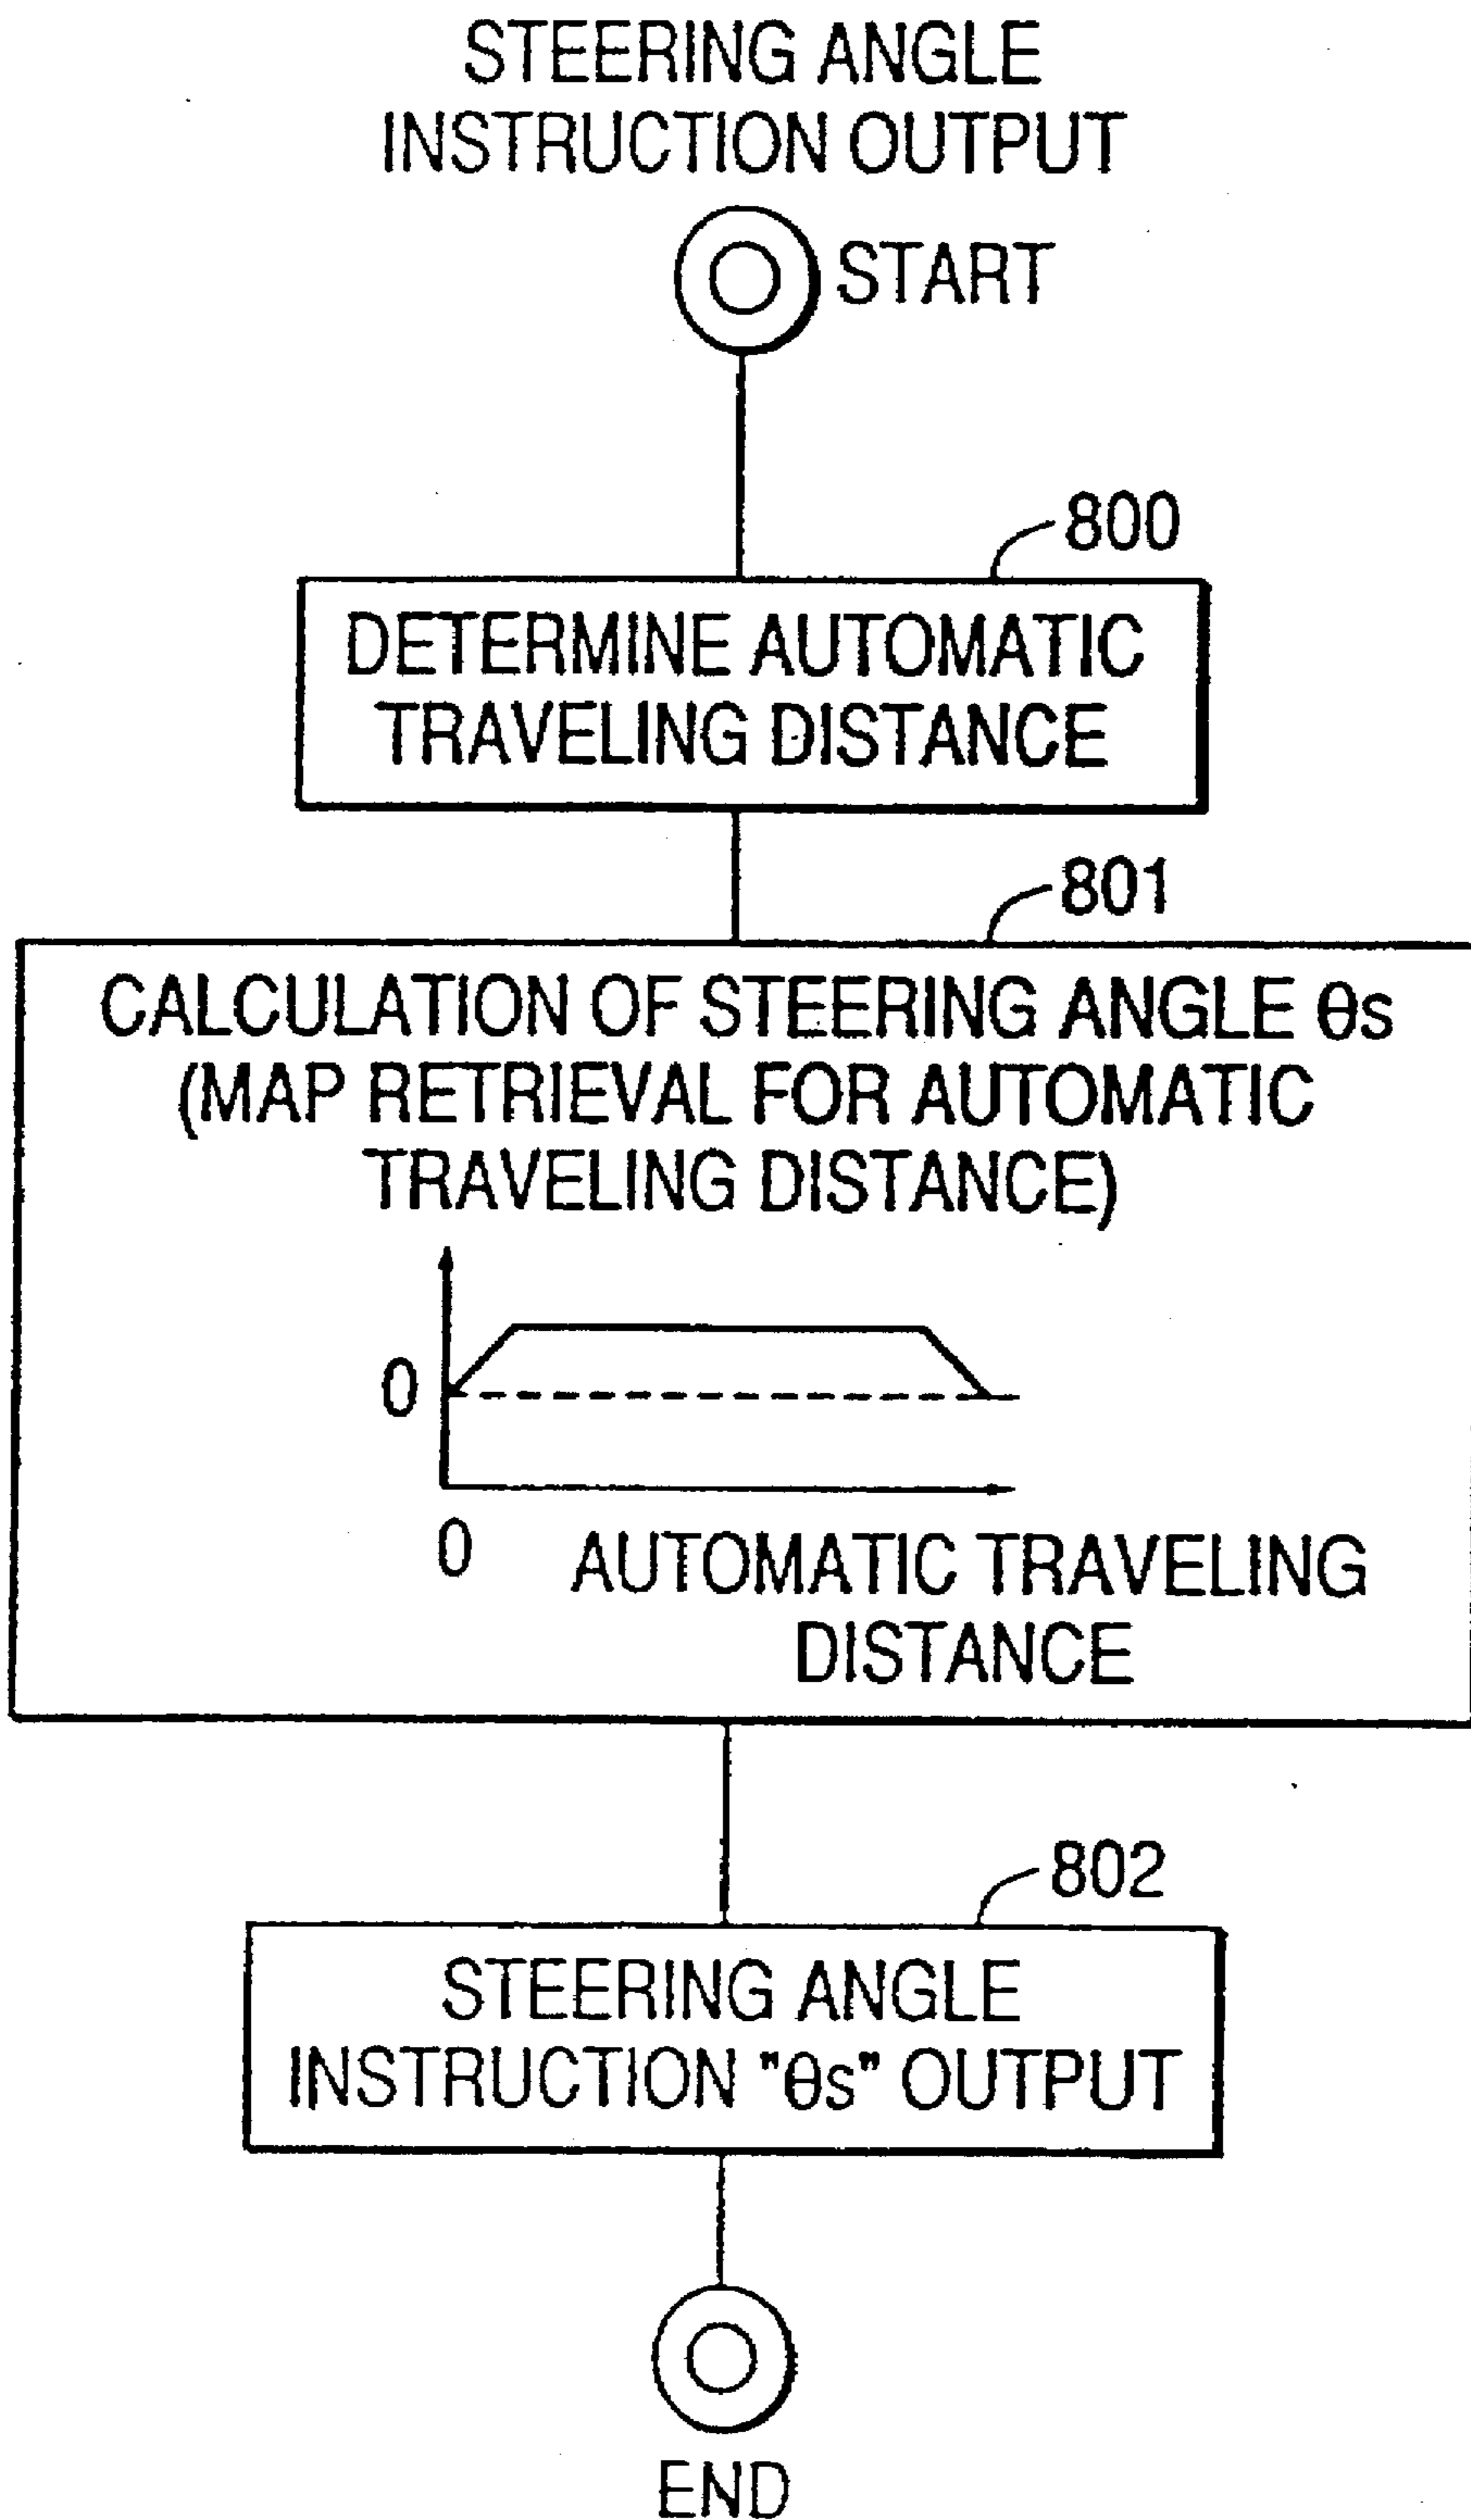 STEERING ANGLE
INSTRUCTION OUTPUT
START
800
DETERMINE AUTOMATIC
TRAVELING DISTANCE
801
CALCULATION OF STEERING ANGLE θs
(MAP RETRIEVAL FOR AUTOMATIC
TRAVELING DISTANCE)
0
0
AUTOMATIC TRAVELING
DISTANCE
802
STEERING ANGLE
INSTRUCTION "θs" OUTPUT
END